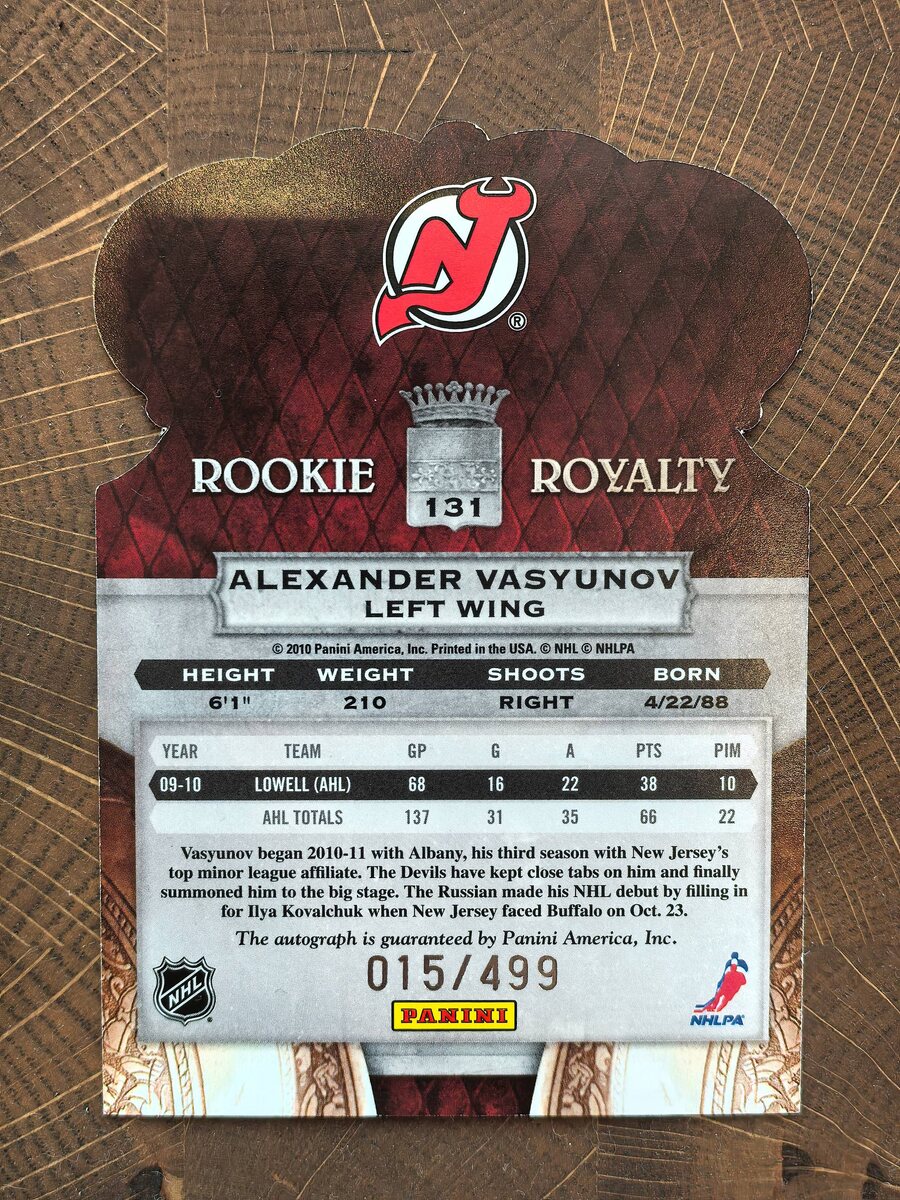 NJ
®
ROOKIE 131 ROYALTY
ALEXANDER VASYUNOV
LEFT WING
© 2010 Panini America, Inc. Printed in the USA. © NHL © NHLPA
HEIGHT WEIGHT SHOOTS BORN
6'1" 210 RIGHT 4/22/88
YEAR TEAM GP G A PTS PIM
09-10 LOWELL (AHL) 68 16 22 38 10
AHL TOTALS 137 31 35 66 22
Vasyunov began 2010-11 with Albany, his third season with New Jersey's
top minor league affiliate. The Devils have kept close tabs on him and finally
summoned him to the big stage. The Russian made his NHL debut by filling in
for Ilya Kovalchuk when New Jersey faced Buffalo on Oct. 23.
The autograph is guaranteed by Panini America, Inc.
015/499
NHL PANINI NHLPA